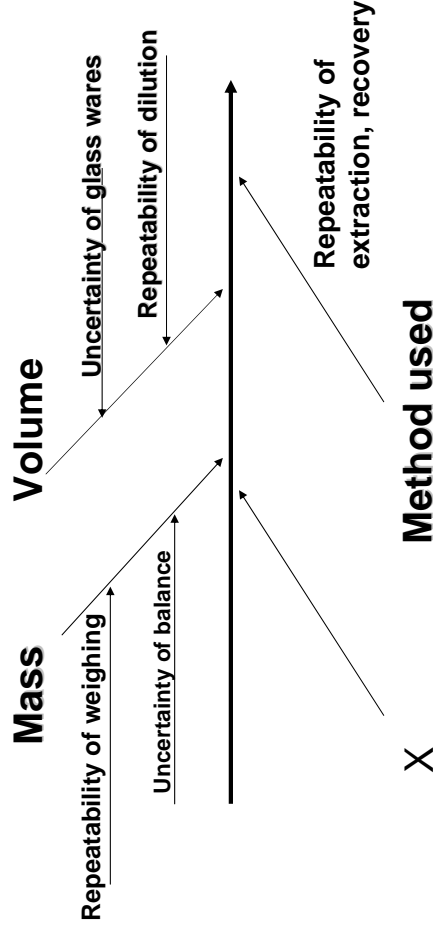 Mass
Volume
Repeatability of weighing
Uncertainty of balance
Uncertainty of glass wares
Repeatability of dilution
X
Method used
Repeatability of
extraction, recovery